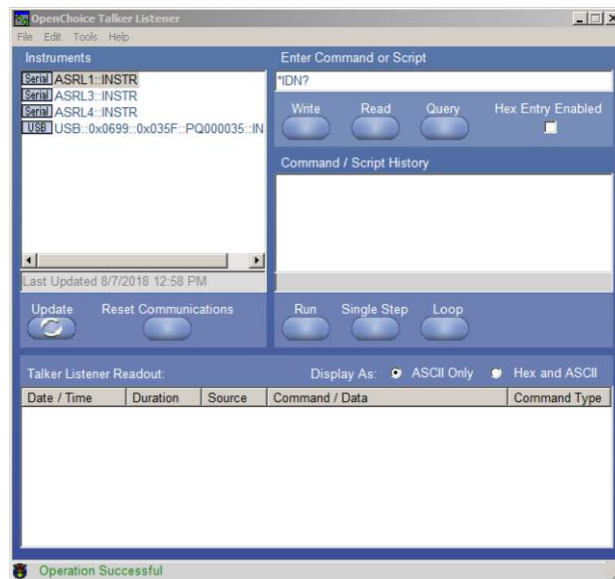 OpenChoice Talker Listener
File Edit Tools Help
Instruments
Serial ASRL1::INSTR
Serial ASRL3::INSTR
Serial ASRL4::INSTR
USB USB::0x0699::0x035F::PQ000035::IN
Last Updated 8/7/2018 12:58 PM
Update Reset Communications
Enter Command or Script
*IDN?
Write Read Query Hex Entry Enabled
Command / Script History
Run Single Step Loop
Talker Listener Readout: Display As: ASCII Only Hex and ASCII
Date / Time Duration Source Command / Data Command Type
Operation Successful